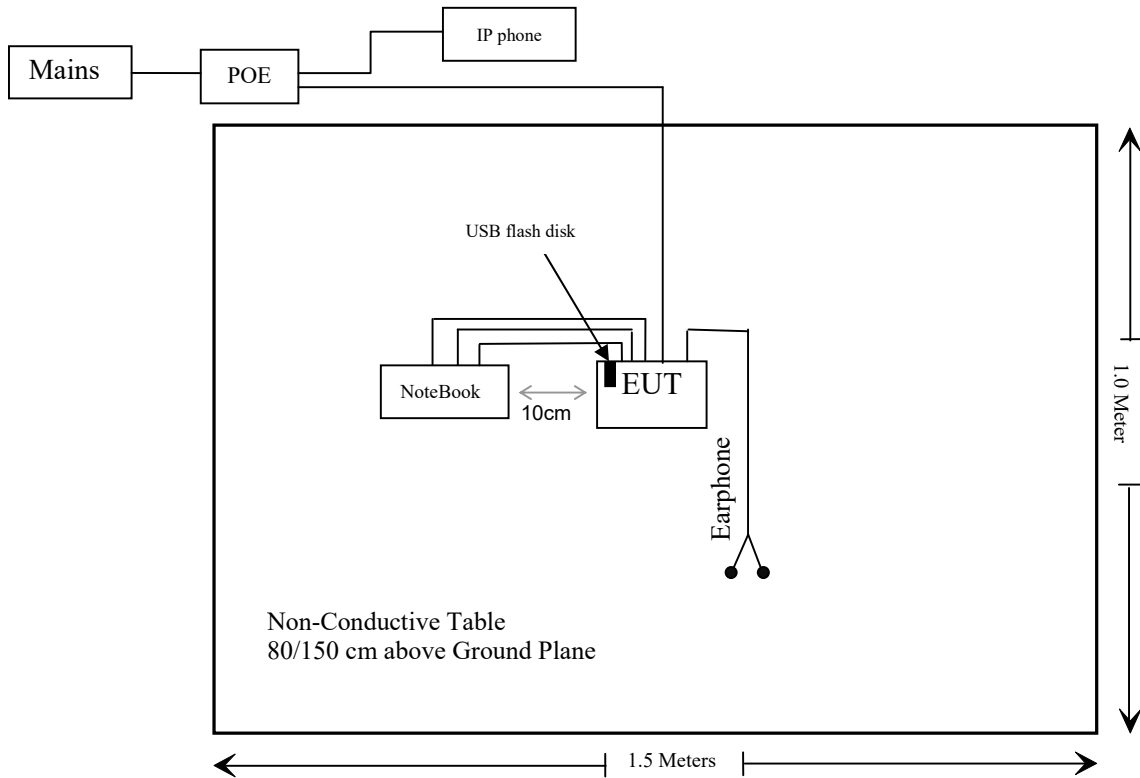 IP phone
Mains
POE
USB flash disk
NoteBook
10cm
EUT
Earphone
1.0 Meter
Non-Conductive Table
80/150 cm above Ground Plane
1.5 Meters